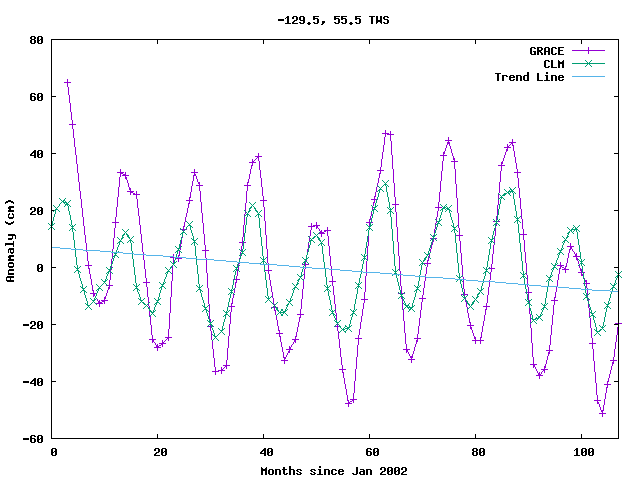 -129.5, 55.5 TWS
GRACE
CLM
Trend Line
80
60
40
20
0
-20
-40
-60
Anomaly (cm)
0 20 40 60 80 100
Months since Jan 2002